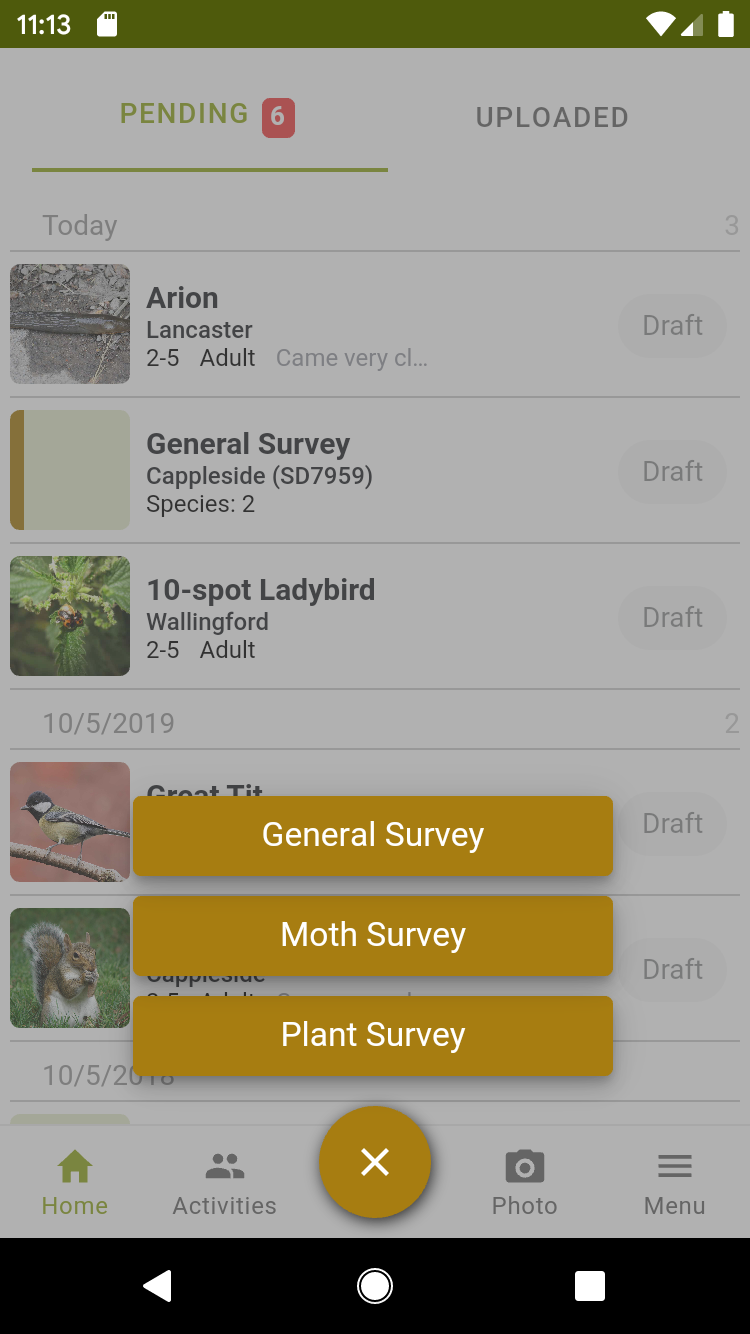 11:13
PENDING 6
UPLOADED
Today 3
Arion
Lancaster
2-5 Adult Came very cl...
Draft
General Survey
Cappleside (SD7959)
Species: 2
Draft
10-spot Ladybird
Wallingford
2-5 Adult
Draft
10/5/2019 2
Great Tit
Draft
General Survey
Moth Survey
Cappleside
Draft
Plant Survey
10/5/2018
Home
Activities
Photo
Menu